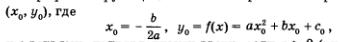 (x₀, y₀), где
x₀ = - b/2a, y₀ = f(x) = ax₀² + bx₀ + c₀,